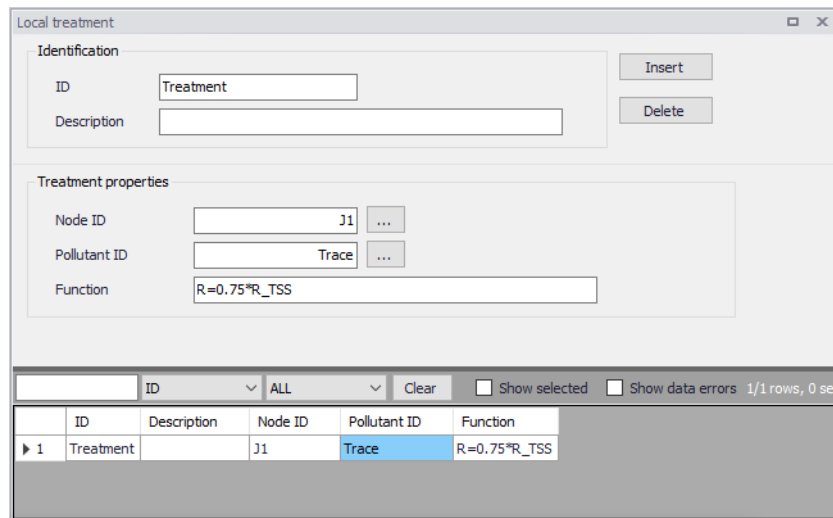 Local treatment
Identification
ID Treatment
Description
Insert
Delete
Treatment properties
Node ID J1 ...
Pollutant ID Trace ...
Function R=0.75*R_TSS
ID ALL Clear Show selected Show data errors 1/1 rows, 0 se
ID Description Node ID Pollutant ID Function
1 Treatment J1 Trace R=0.75*R_TSS